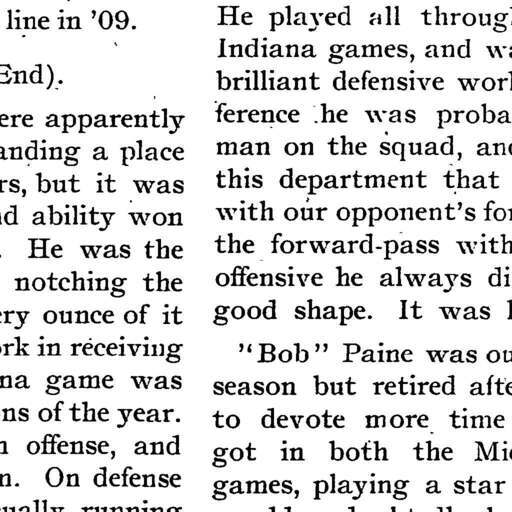 line in '09.
End).
ere apparently
anding a place
rs, but it was
nd ability won
. He was the
notching the
ery ounce of it
rk in receiving
na game was
ns of the year.
n offense, and
n. On defense
ually running
He played all throug
Indiana games, and wa
brilliant defensive wor
ference he was proba
man on the squad, and
this department that
with our opponent's for
the forward-pass with
offensive he always di
good shape. It was
"Bob" Paine was ou
season but retired afte
to devote more time
got in both the Mic
games, playing a star